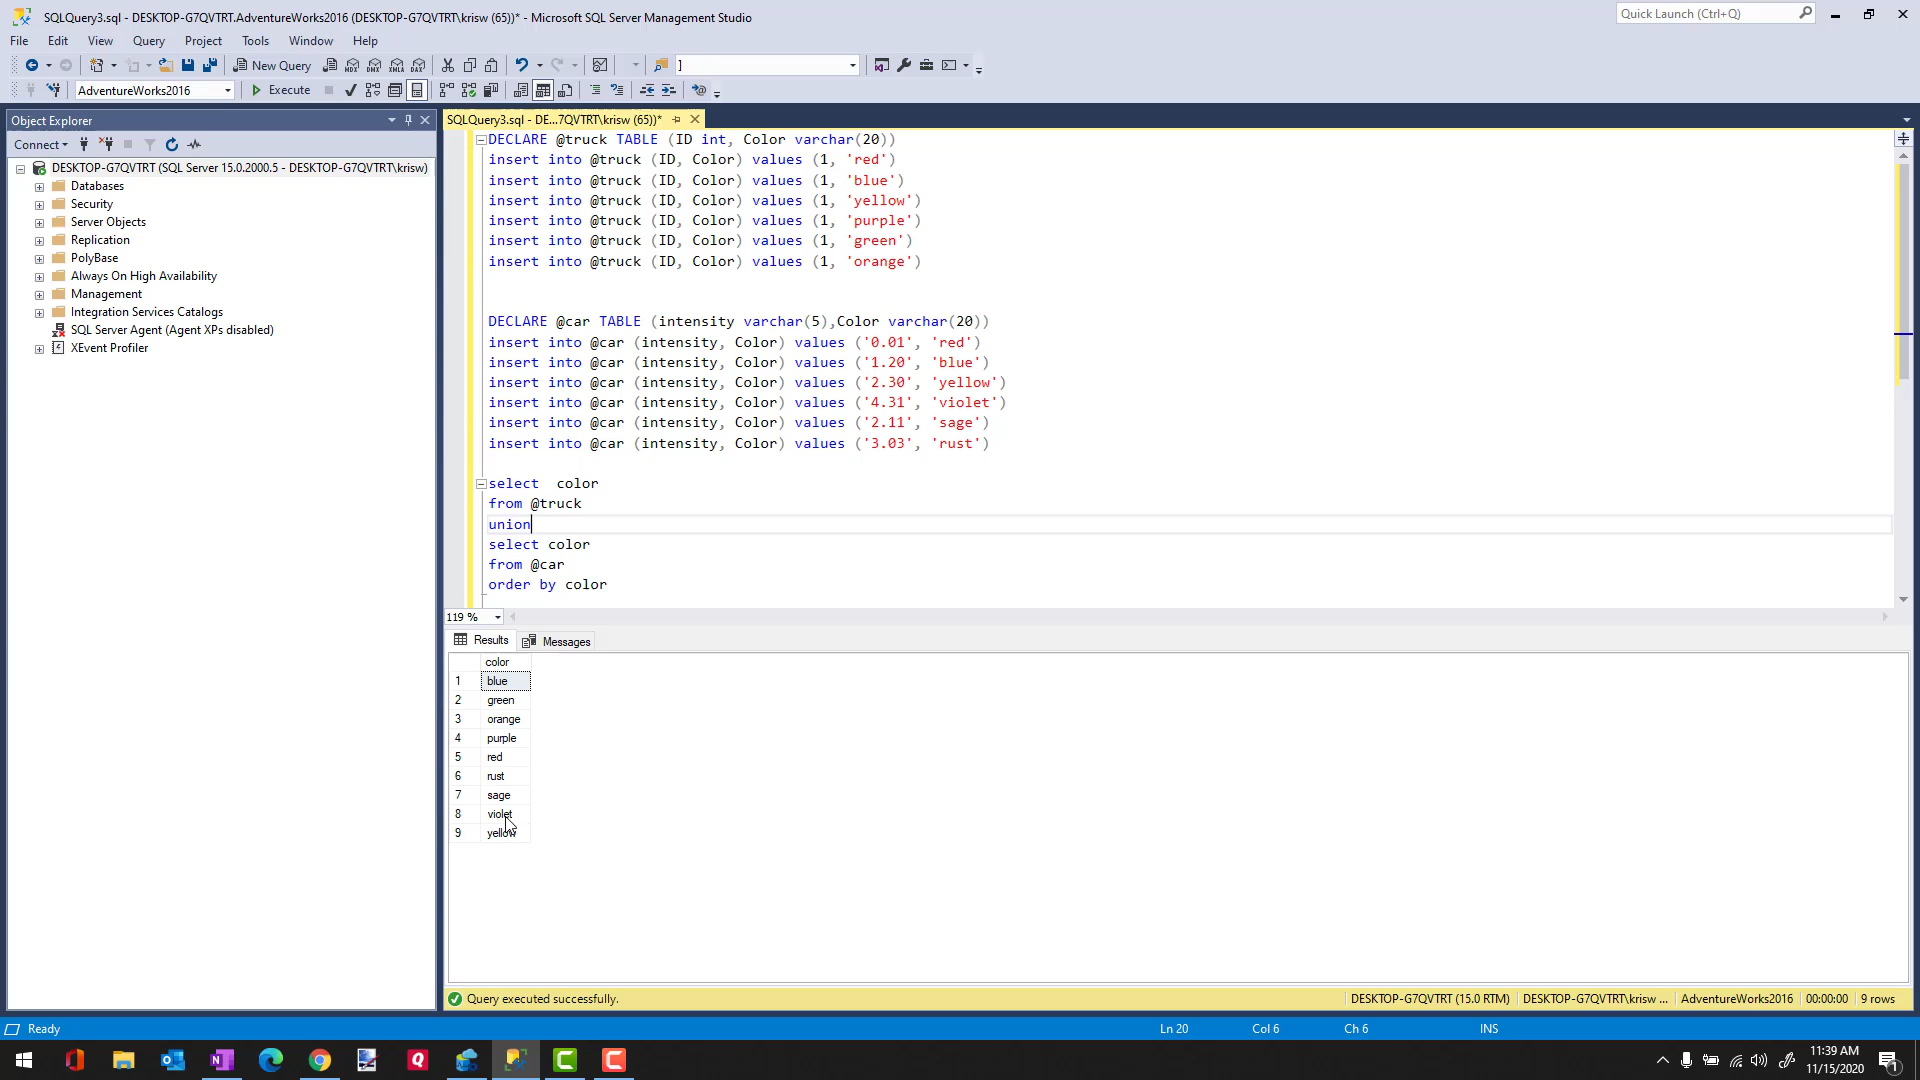 SQLQuery3.sql - DESKTOP-G7QVTRT.AdventureWorks2016 (DESKTOP-G7QVTRT\krisw (65))* - Microsoft SQL Server Management Studio
Quick Launch (Ctrl+Q)
File Edit View Query Project Tools Window Help
New Query
MDX DMX XMLA DAX
]
AdventureWorks2016
Execute
Object Explorer
SQLQuery3.sql - DE...7QVTRT\krisw (65))*
Connect
DESKTOP-G7QVTRT (SQL Server 15.0.2000.5 - DESKTOP-G7QVTRT\krisw)
Databases
Security
Server Objects
Replication
PolyBase
Always On High Availability
Management
Integration Services Catalogs
SQL Server Agent (Agent XPs disabled)
XEvent Profiler
DECLARE @truck TABLE (ID int, Color varchar(20))
insert into @truck (ID, Color) values (1, 'red')
insert into @truck (ID, Color) values (1, 'blue')
insert into @truck (ID, Color) values (1, 'yellow')
insert into @truck (ID, Color) values (1, 'purple')
insert into @truck (ID, Color) values (1, 'green')
insert into @truck (ID, Color) values (1, 'orange')
DECLARE @car TABLE (intensity varchar(5),Color varchar(20))
insert into @car (intensity, Color) values ('0.01', 'red')
insert into @car (intensity, Color) values ('1.20', 'blue')
insert into @car (intensity, Color) values ('2.30', 'yellow')
insert into @car (intensity, Color) values ('4.31', 'violet')
insert into @car (intensity, Color) values ('2.11', 'sage')
insert into @car (intensity, Color) values ('3.03', 'rust')
select  color
from @truck
union
select color
from @car
order by color
119 %
Results Messages
color
1 blue
2 green
3 orange
4 purple
5 red
6 rust
7 sage
8 violet
9 yellow
Query executed successfully.
DESKTOP-G7QVTRT (15.0 RTM) DESKTOP-G7QVTRT\krisw ... AdventureWorks2016 00:00:00 9 rows
Ready
Ln 20 Col 6 Ch 6 INS
11:39 AM
11/15/2020
1